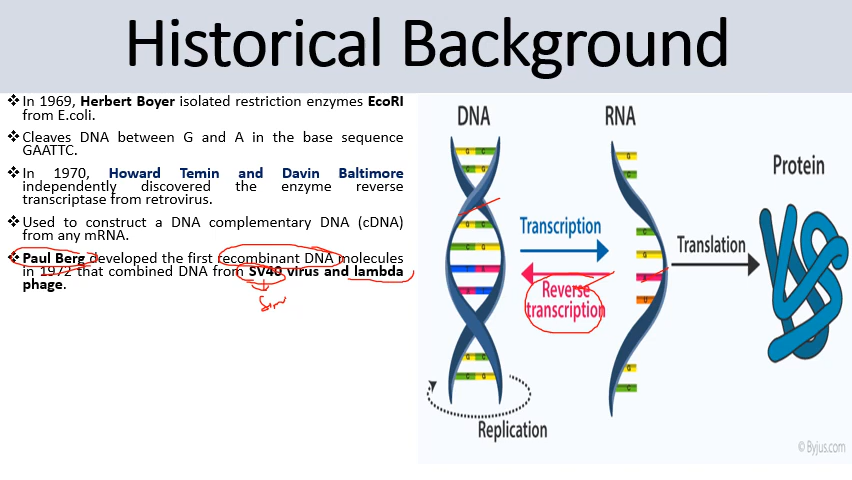 Historical Background
❖In 1969, Herbert Boyer isolated restriction enzymes EcoRI
from E.coli.
❖Cleaves DNA between G and A in the base sequence
GAATTC.
❖In 1970, Howard Temin and Davin Baltimore
independently discovered the enzyme reverse
transcriptase from retrovirus.
❖Used to construct a DNA complementary DNA (cDNA)
from any mRNA.
❖Paul Berg developed the first recombinant DNA molecules
in 1972 that combined DNA from SV40 virus and lambda
phage.
DNA
RNA
Protein
Transcription
Translation
Reverse
transcription
Replication
© Byjus.com